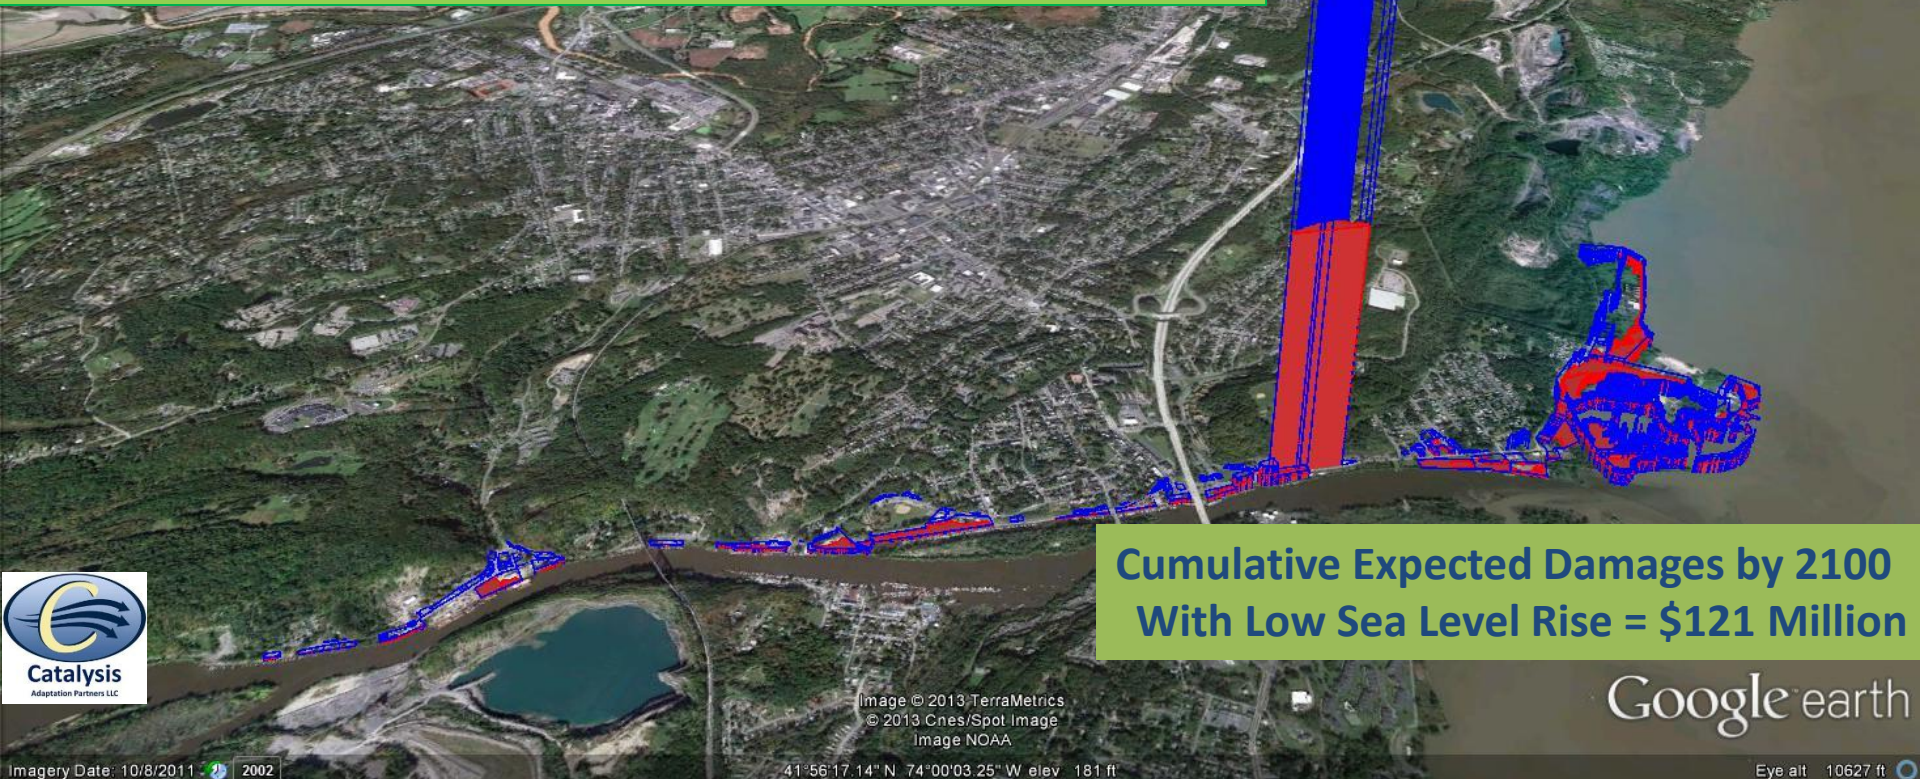 Cumulative Expected Damages by 2100
With Low Sea Level Rise = $121 Million
C
Catalysis
Adaptation Partners LLC
Image © 2013 TerraMetrics
© 2013 Cnes/Spot Image
Image NOAA
Google earth
Imagery Date: 10/8/2011 2002
41°56'17.14" N 74°00'03.25" W elev 181 ft
Eye alt 10627 ft